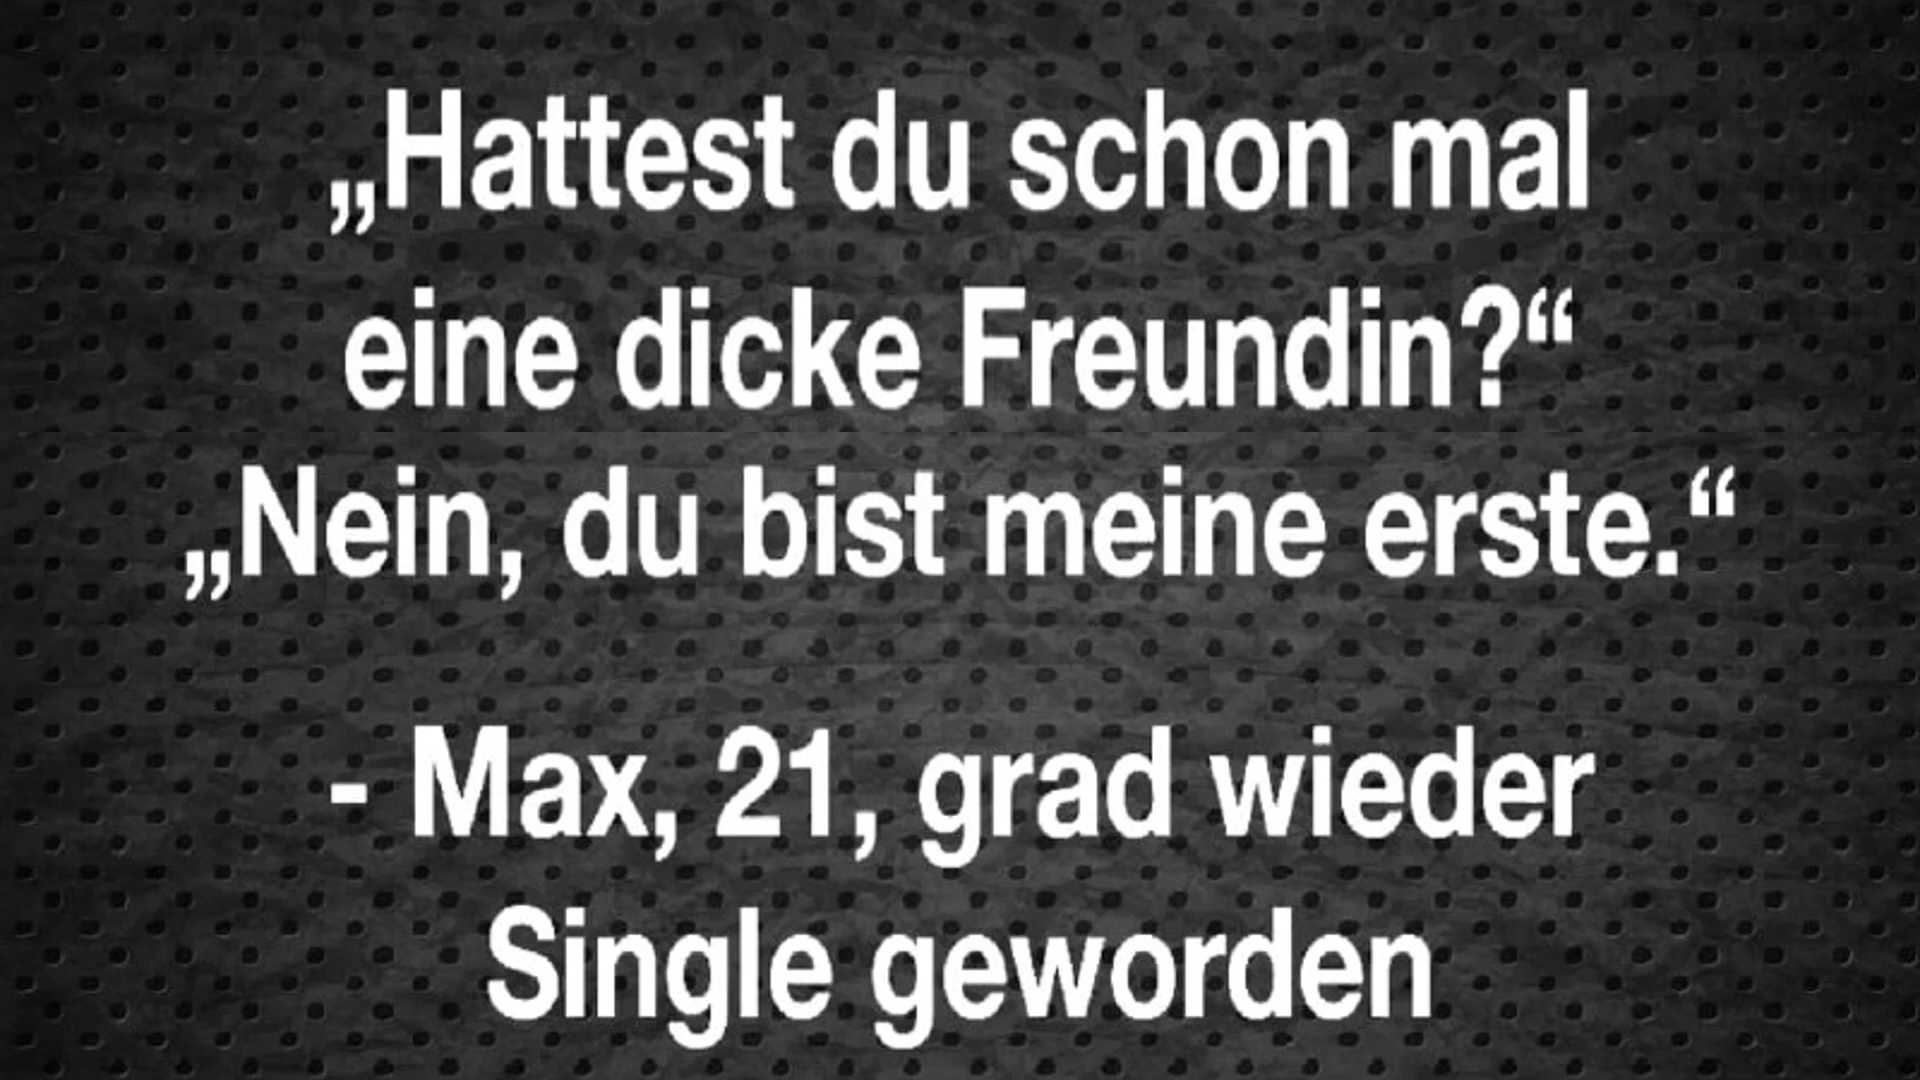 „Hattest du schon mal
eine dicke Freundin?“
„Nein, du bist meine erste.“
- Max, 21, grad wieder
Single geworden